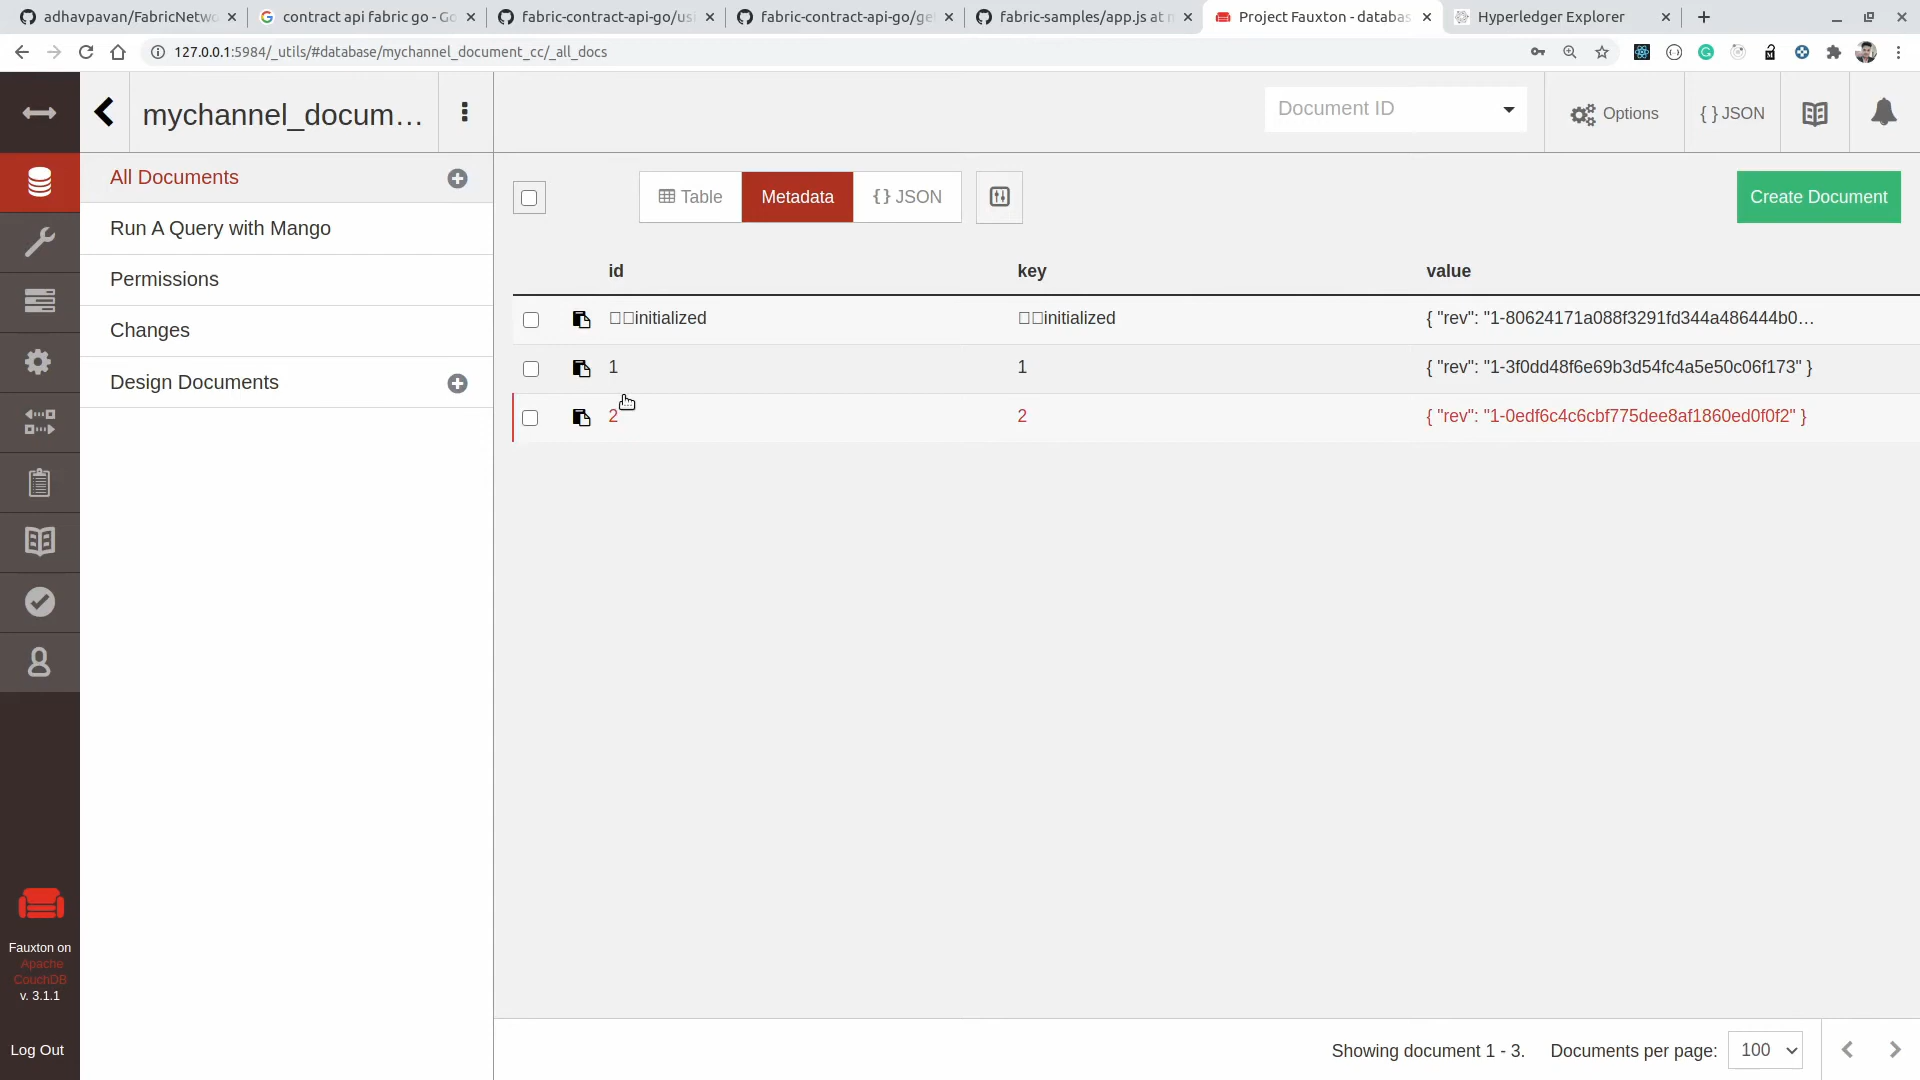 adhavpavan/FabricNetwo
contract api fabric go - Go
fabric-contract-api-go/usi
fabric-contract-api-go/ge
fabric-samples/app.js at m
Project Fauxton - databas
Hyperledger Explorer
127.0.0.1:5984/_utils/#database/mychannel_document_cc/_all_docs
mychannel_docum...
Document ID
Options
{ } JSON
All Documents
Run A Query with Mango
Permissions
Changes
Design Documents
Table
Metadata
{} JSON
Create Document
id key value
□□initialized □□initialized { "rev": "1-80624171a088f3291fd344a486444b0...
1 1 { "rev": "1-3f0dd48f6e69b3d54fc4a5e50c06f173" }
2 2 { "rev": "1-0edf6c4c6cbf775dee8af1860ed0f0f2" }
Fauxton on
Apache
CouchDB
v. 3.1.1
Log Out
Showing document 1 - 3. Documents per page: 100